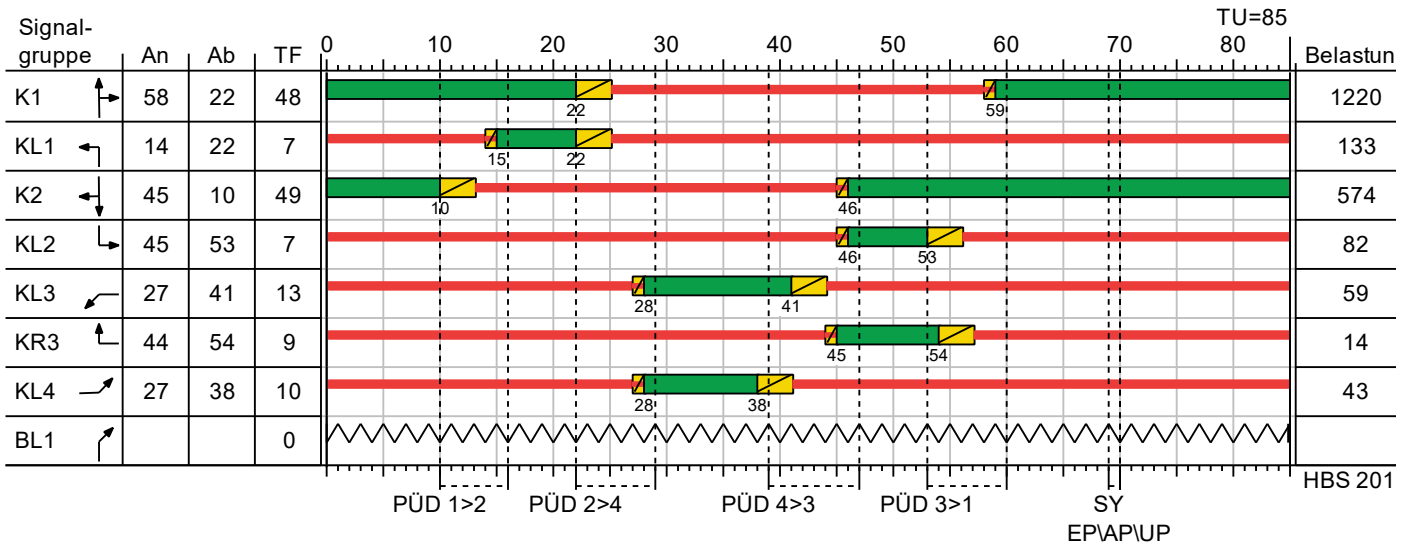 TU=85
Signal-
gruppe An Ab TF 0 10 20 30 40 50 60 70 80 Belastun
K1 58 22 48 22 59 1220
KL1 14 22 7 15 22 133
K2 45 10 49 10 46 574
KL2 45 53 7 46 53 82
KL3 27 41 13 28 41 59
KR3 44 54 9 45 54 14
KL4 27 38 10 28 38 43
BL1 0
HBS 201
PÜD 1>2 PÜD 2>4 PÜD 4>3 PÜD 3>1 SY
EP\AP\UP